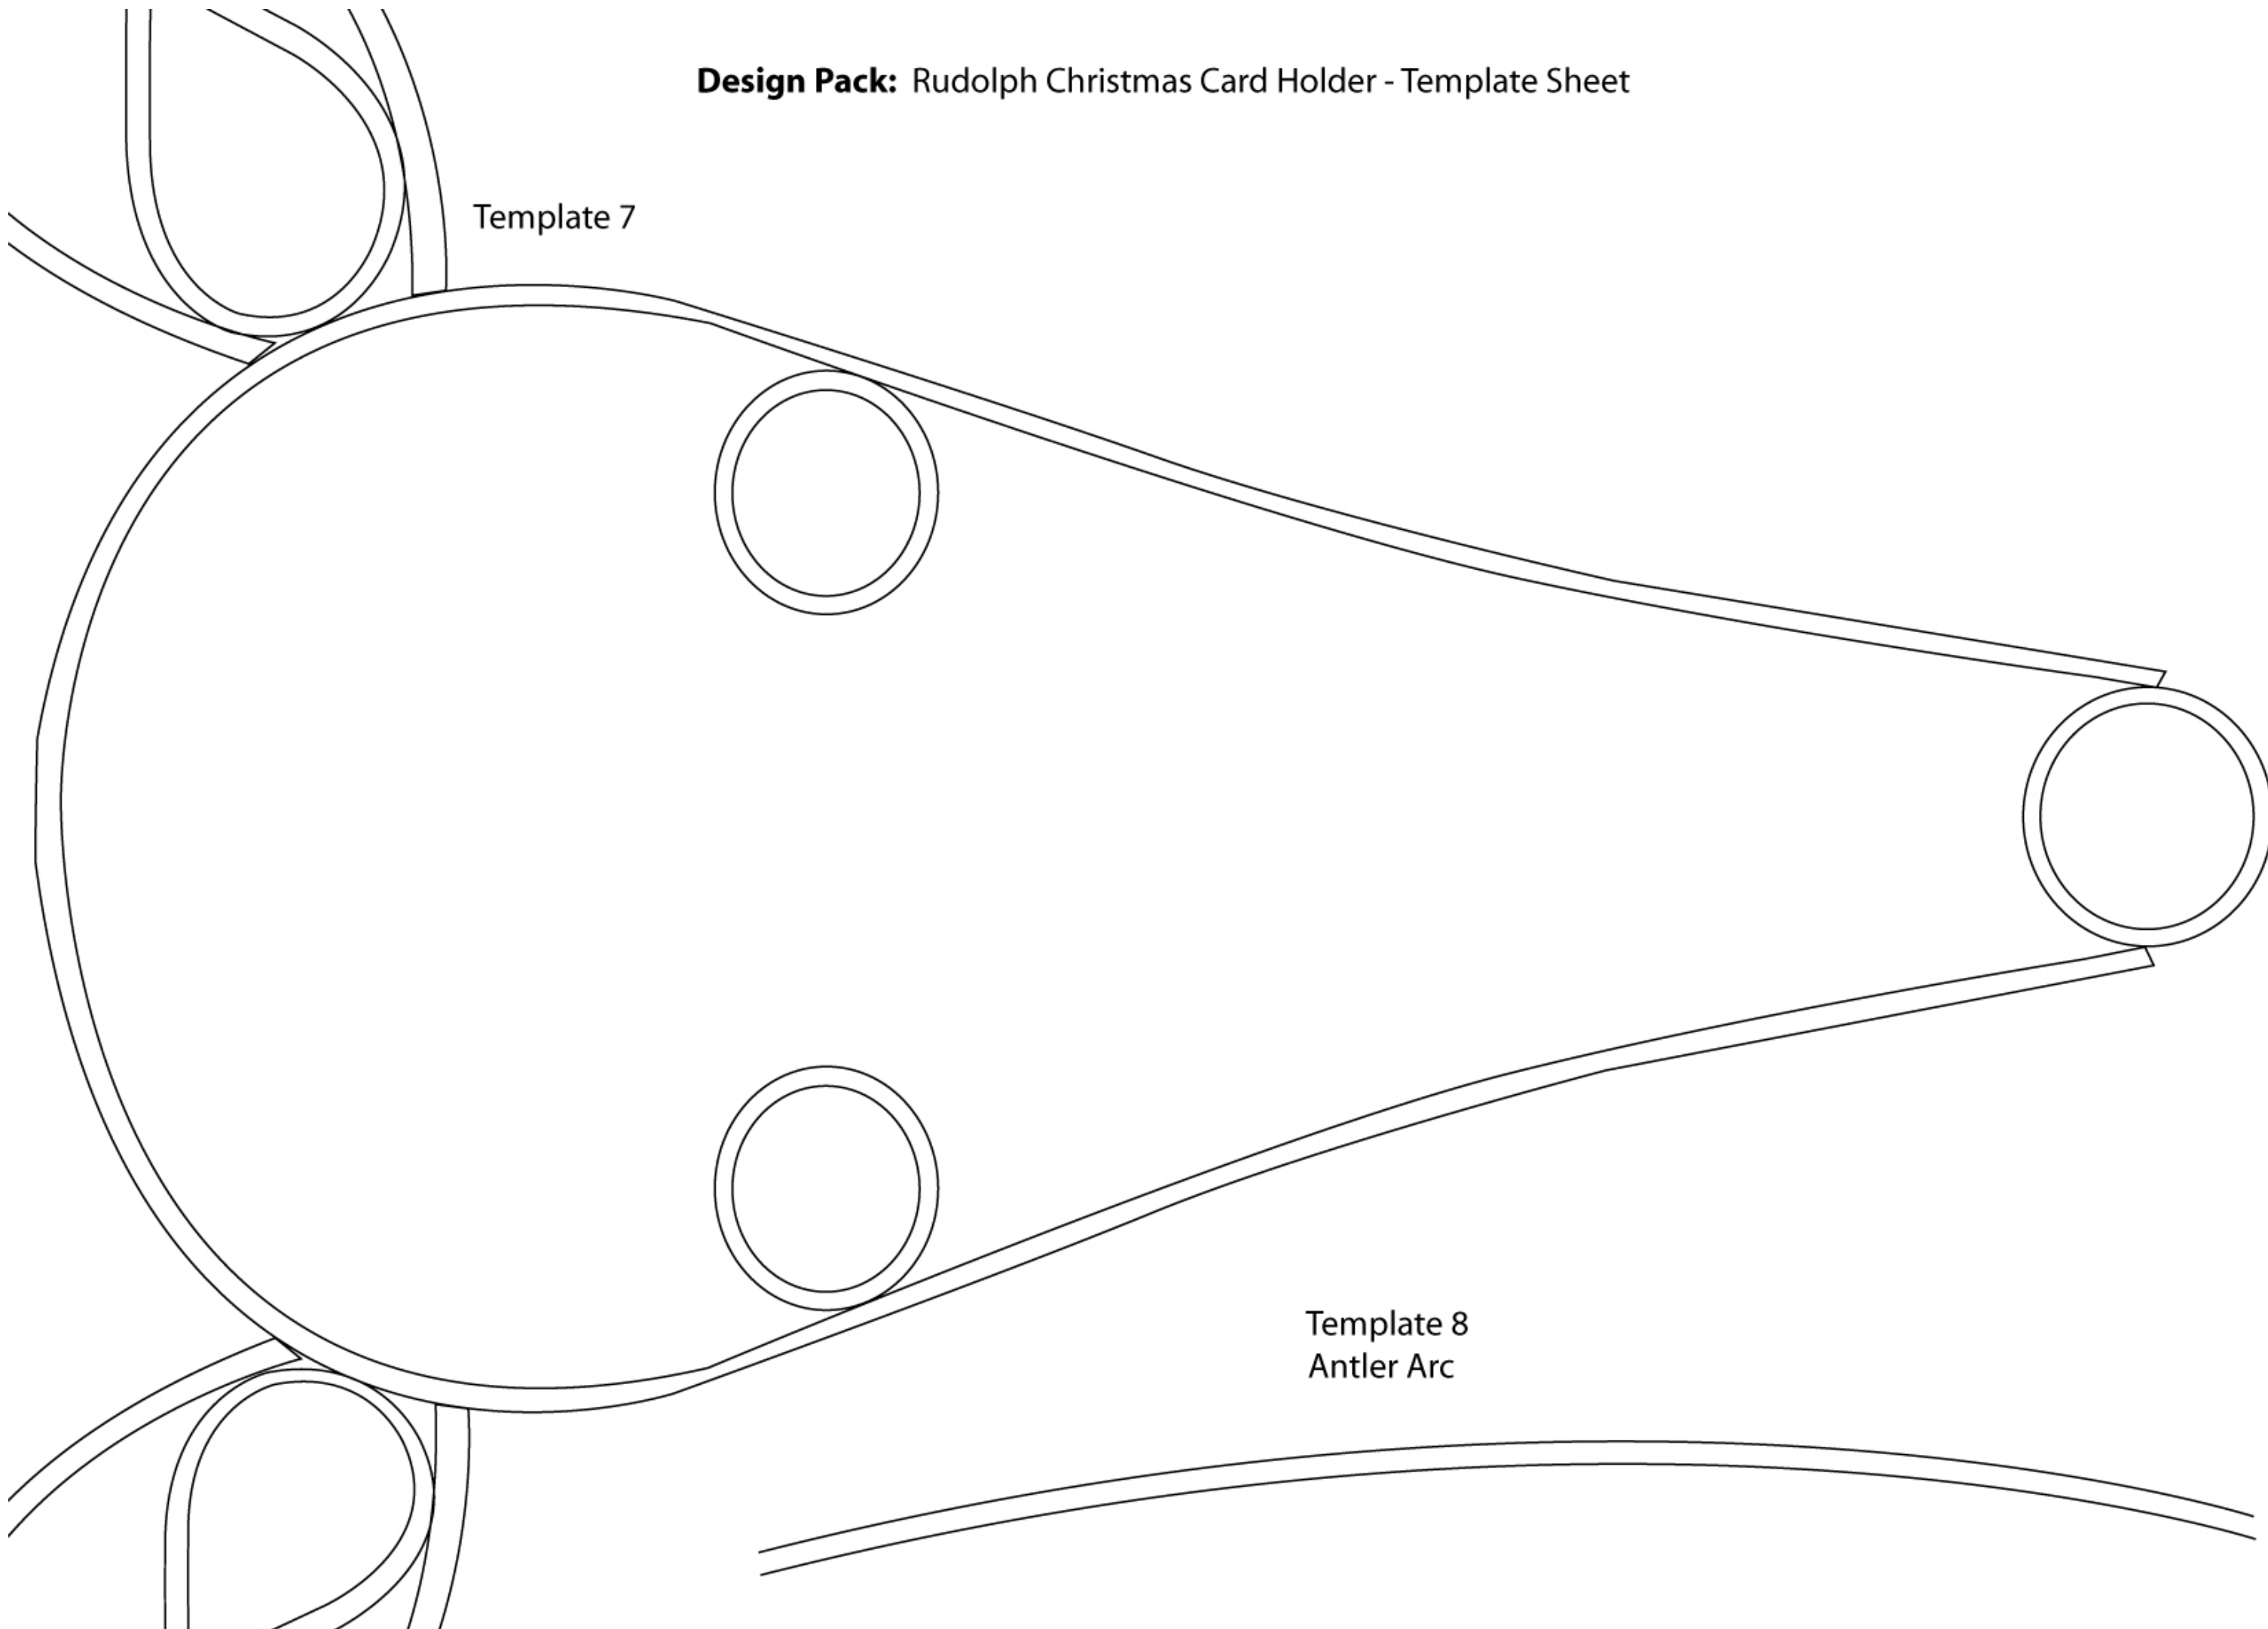 Design Pack: Rudolph Christmas Card Holder - Template Sheet
Template 7
Template 8
Antler Arc